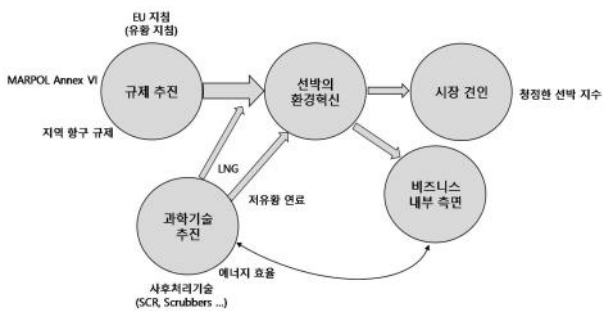 EU 지침
(유황 지침)
MARPOL Annex VI
규제 추진
지역 항구 규제
선박의
환경혁신
시장 견인
청정한 선박 지수
LNG
저유황 연료
비즈니스
내부 측면
과학기술
추진
에너지 효율
사후처리기술
(SCR, Scrubbers ...)